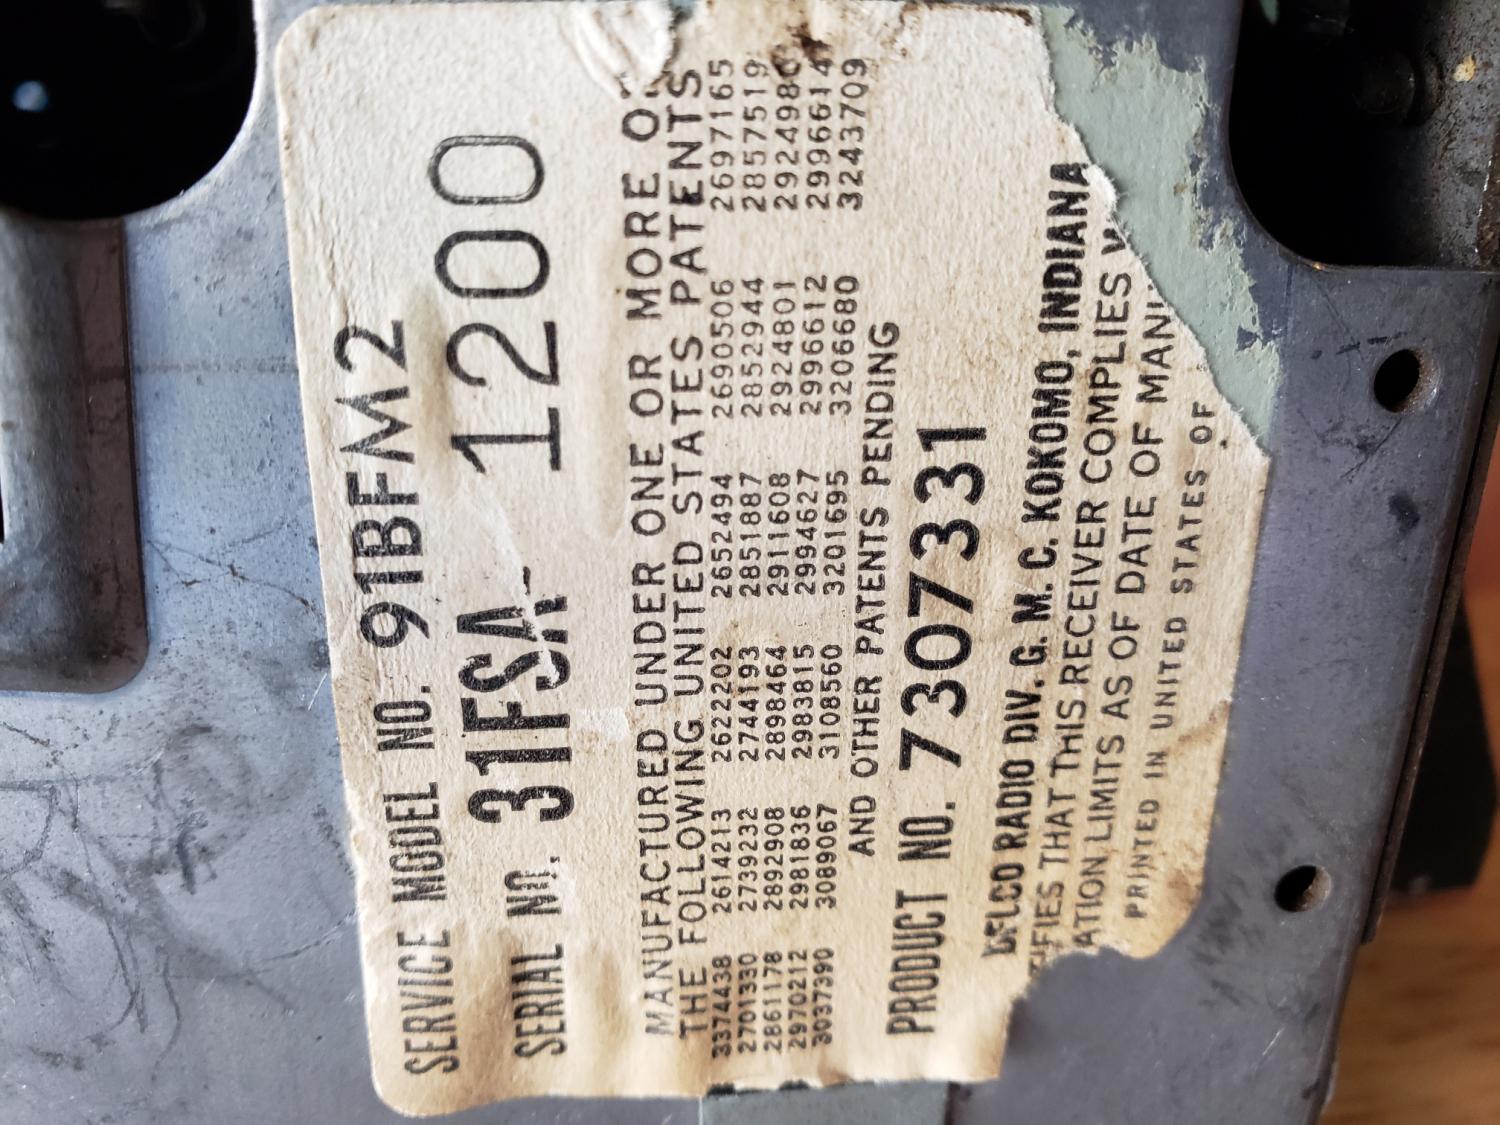 SERVICE MODEL NO. 91BFM2
SERIAL NO. 31FSA- 1200
MANUFACTURED UNDER ONE OR MORE
THE FOLLOWING UNITED STATES PATENTS
3374438 2614213 2622202 2652494 2690506 2697165
2701330 2739232 2744193 2851887 2852944 2857519
2861178 2892908 2898464 2911608 2924801 2924980
2970212 2981836 2983815 2994627 2996612 2996614
3037390 3089067 3108560 3201695 3206680 3243709
AND OTHER PATENTS PENDING
PRODUCT NO. 7307331
DELCO RADIO DIV. G. M. C. KOKOMO, INDIANA
IFIES THAT THIS RECEIVER COMPLIES
ATION LIMITS AS OF DATE OF MANU
PRINTED IN UNITED STATES OF